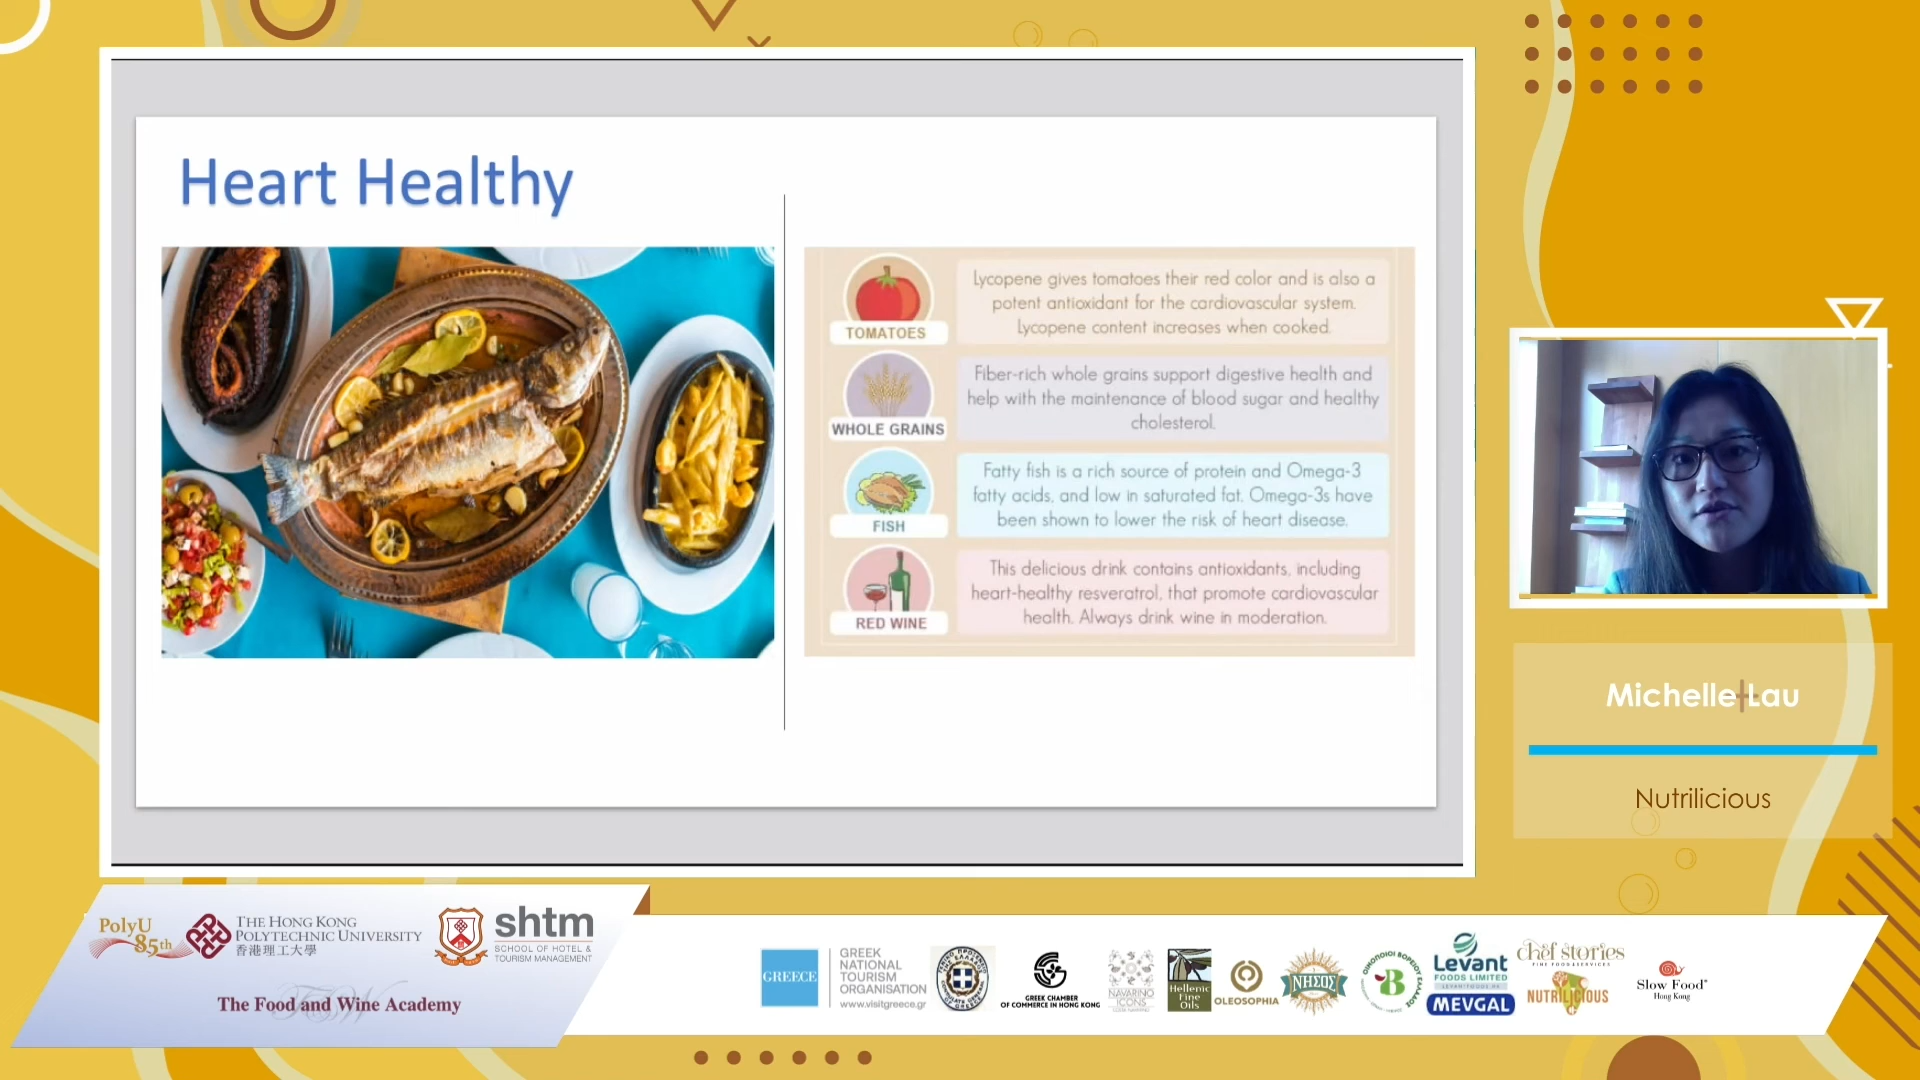 Heart Healthy
TOMATOES
Lycopene gives tomatoes their red color and is also a
potent antioxidant for the cardiovascular system.
Lycopene content increases when cooked.
WHOLE GRAINS
Fiber-rich whole grains support digestive health and
help with the maintenance of blood sugar and healthy
cholesterol.
FISH
Fatty fish is a rich source of protein and Omega-3
fatty acids, and low in saturated fat. Omega-3s have
been shown to lower the risk of heart disease.
RED WINE
This delicious drink contains antioxidants, including
heart-healthy resveratrol, that promote cardiovascular
health. Always drink wine in moderation.
Michelle Lau
Nutrilicious
PolyU
85th
THE HONG KONG
POLYTECHNIC UNIVERSITY
香港理工大學
shtm
SCHOOL OF HOTEL &
TOURISM MANAGEMENT
The Food and Wine Academy
GREECE
GREEK
NATIONAL
TOURISM
ORGANISATION
www.visitgreece.gr
GREEK CHAMBER
OF COMMERCE IN HONG KONG
NAVARINO
ICONS
Hellenic
Fine
Oils
OLEOSOPHIA
ΝΗΣΟΣ
B
Levant
FOODS LIMITED
MEVGAL
chef stories
FINE FOOD & SERVICES
NUTRILICIOUS
Slow Food
Hong Kong